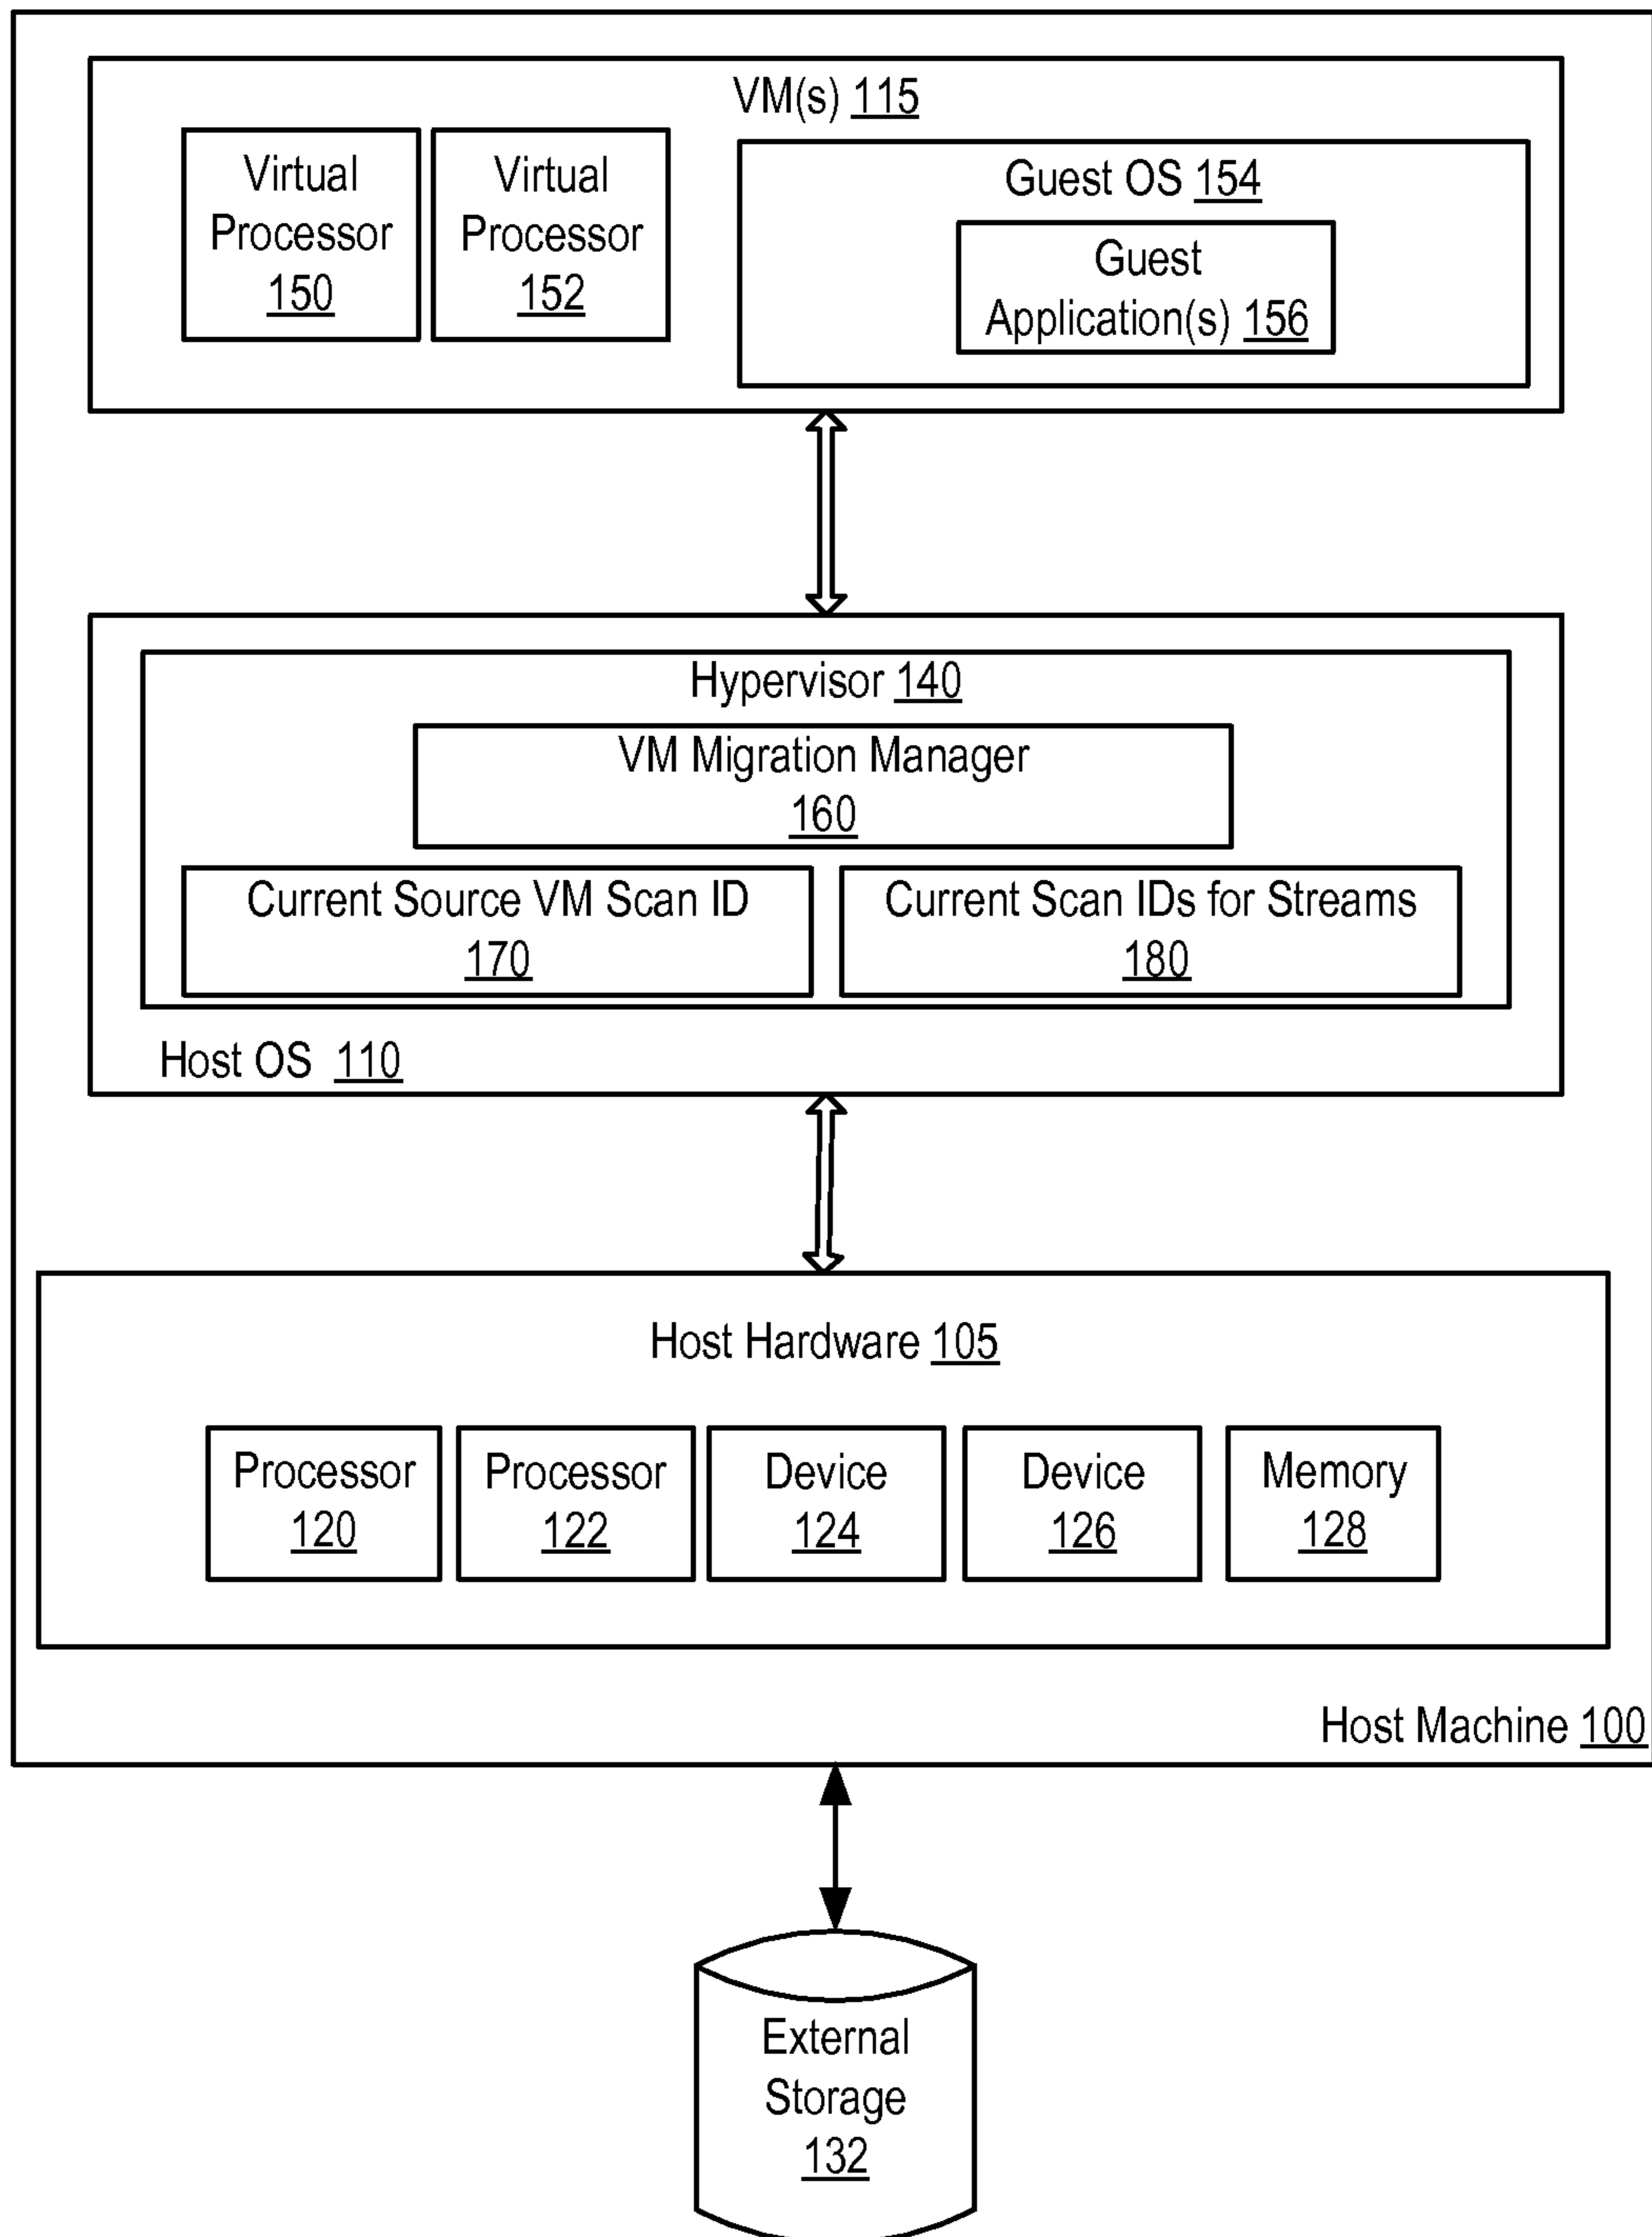 VM(s) 115
Virtual
Processor
150
Virtual
Processor
152
Guest OS 154
Guest
Application(s) 156
Hypervisor 140
VM Migration Manager
160
Current Source VM Scan ID
170
Current Scan IDs for Streams
180
Host OS 110
Host Hardware 105
Processor
120
Processor
122
Device
124
Device
126
Memory
128
Host Machine 100
External
Storage
132